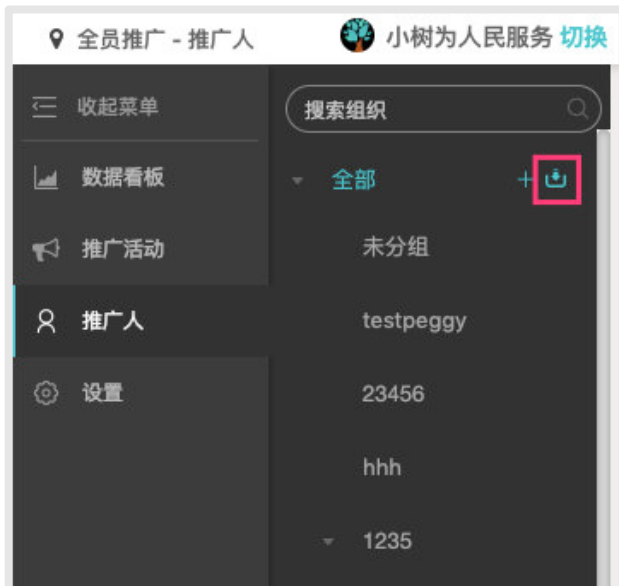 全员推广 - 推广人
小树为人民服务 切换
收起菜单
数据看板
推广活动
推广人
设置
搜索组织
全部 +
未分组
testpeggy
23456
hhh
1235